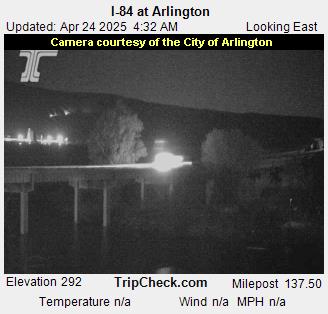 I-84 at Arlington
Updated: Apr 24 2025 4:32 AM Looking East
Camera courtesy of the City of Arlington
Elevation 292 TripCheck.com Milepost 137.50
Temperature n/a Wind n/a MPH n/a